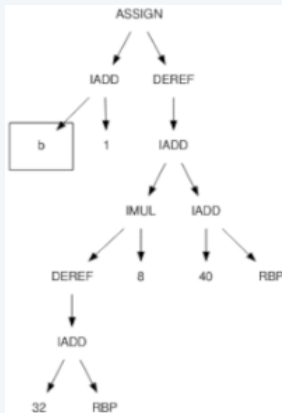 ASSIGN
IADD DEREF
b 1 IADD
IMUL IADD
DEREF 8 40 RBP
IADD
32 RBP